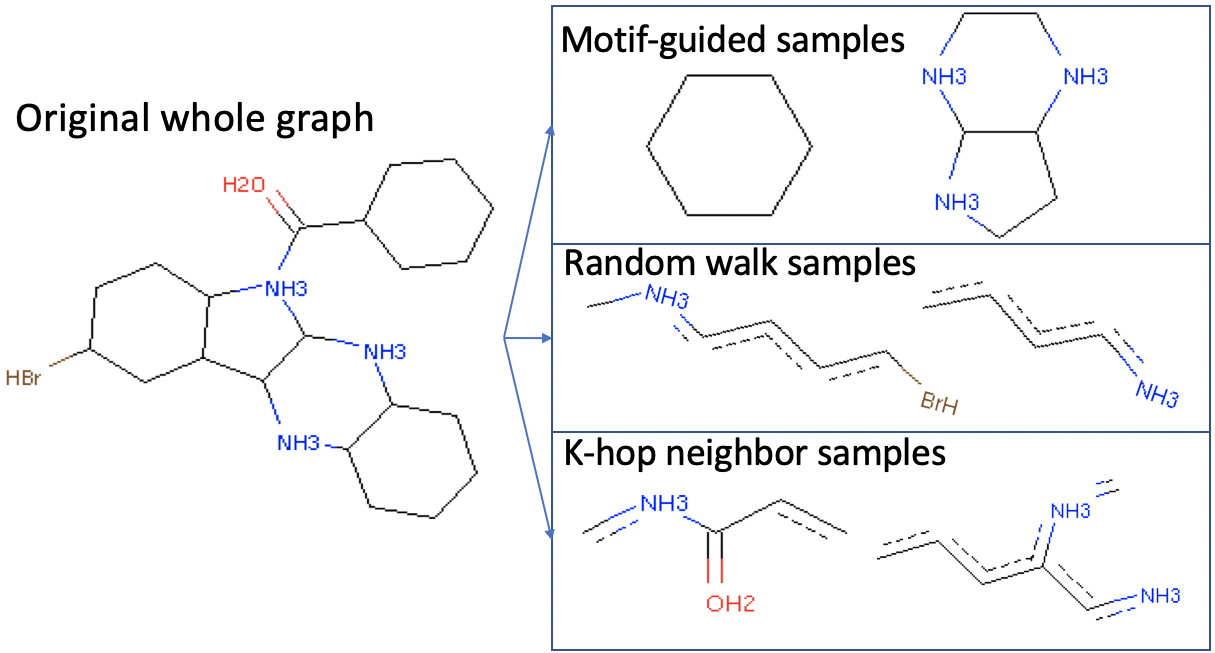 Original whole graph
H2O
NH3
NH3
NH3
HBr
Motif-guided samples
NH3
NH3
NH3
Random walk samples
NH3
BrH
NH3
K-hop neighbor samples
NH3
OH2
NH3
NH3